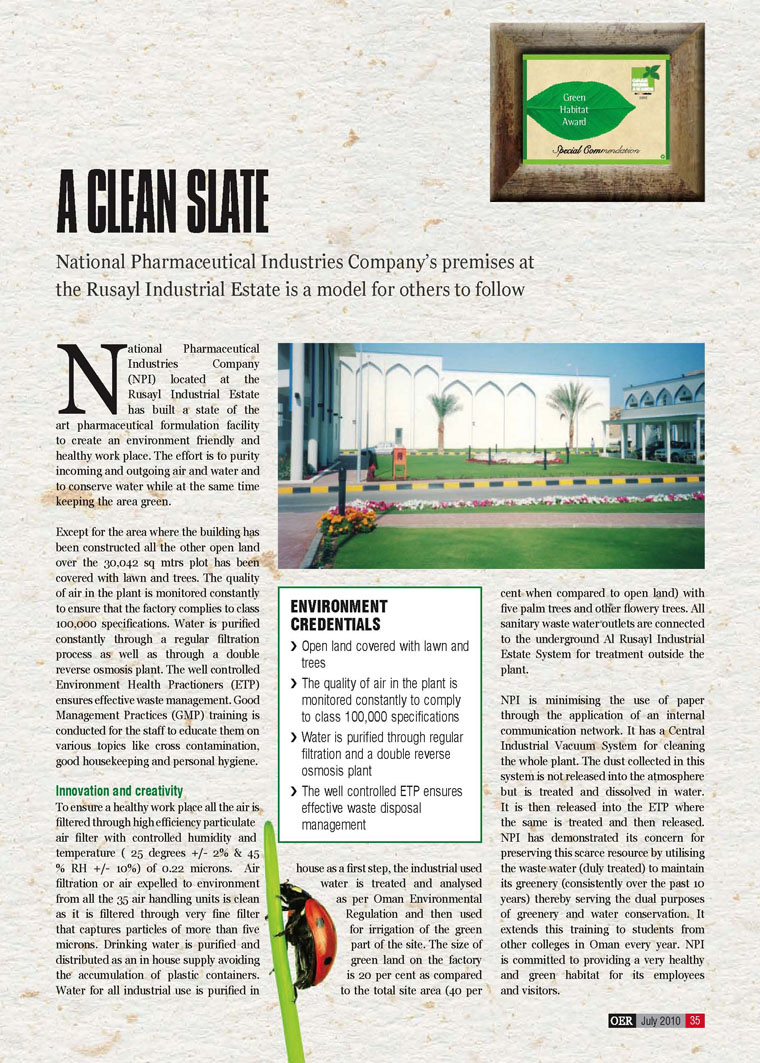 Green
Habitat
Award
Special Commendation
A CLEAN SLATE
National Pharmaceutical Industries Company's premises at
the Rusayl Industrial Estate is a model for others to follow
National Pharmaceutical
Industries Company
(NPI) located at the
Rusayl Industrial Estate
has built a state of the
art pharmaceutical formulation facility
to create an environment friendly and
healthy work place. The effort is to purity
incoming and outgoing air and water and
to conserve water while at the same time
keeping the area green.
Except for the area where the building has
been constructed all the other open land
over the 30,042 sq mtrs plot has been
covered with lawn and trees. The quality
of air in the plant is monitored constantly
to ensure that the factory complies to class
100,000 specifications. Water is purified
constantly through a regular filtration
process as well as through a double
reverse osmosis plant. The well controlled
Environment Health Practioners (ETP)
ensures effective waste management. Good
Management Practices (GMP) training is
conducted for the staff to educate them on
various topics like cross contamination,
good housekeeping and personal hygiene.
Innovation and creativity
To ensure a healthy work place all the air is
filtered through high efficiency particulate
air filter with controlled humidity and
temperature ( 25 degrees +/- 2% & 45
% RH +/- 10%) of 0.22 microns. Air
filtration or air expelled to environment
from all the 35 air handling units is clean
as it is filtered through very fine filter
that captures particles of more than five
microns. Drinking water is purified and
distributed as an in house supply avoiding
the accumulation of plastic containers.
Water for all industrial use is purified in
ENVIRONMENT
CREDENTIALS
❯ Open land covered with lawn and
trees
❯ The quality of air in the plant is
monitored constantly to comply
to class 100,000 specifications
❯ Water is purified through regular
filtration and a double reverse
osmosis plant
❯ The well controlled ETP ensures
effective waste disposal
management
house as a first step, the industrial used
water is treated and analysed
as per Oman Environmental
Regulation and then used
for irrigation of the green
part of the site. The size of
green land on the factory
is 20 per cent as compared
to the total site area (40 per
cent when compared to open land) with
five palm trees and other flowery trees. All
sanitary waste water outlets are connected
to the underground Al Rusayl Industrial
Estate System for treatment outside the
plant.
NPI is minimising the use of paper
through the application of an internal
communication network. It has a Central
Industrial Vacuum System for cleaning
the whole plant. The dust collected in this
system is not released into the atmosphere
but is treated and dissolved in water.
It is then released into the ETP where
the same is treated and then released.
NPI has demonstrated its concern for
preserving this scarce resource by utilising
the waste water (duly treated) to maintain
its greenery (consistently over the past 10
years) thereby serving the dual purposes
of greenery and water conservation. It
extends this training to students from
other colleges in Oman every year. NPI
is committed to providing a very healthy
and green habitat for its employees
and visitors.
OER July 2010 35